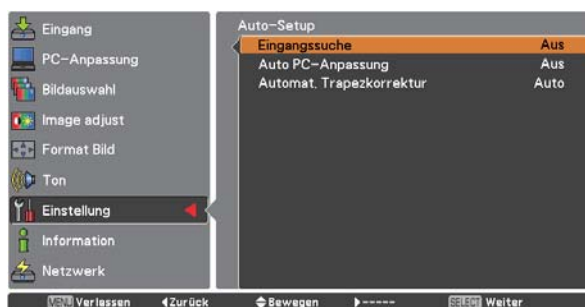 Eingang
PC-Anpassung
Bildauswahl
Image adjust
Format Bild
Ton
Einstellung
Information
Netzwerk
Auto-Setup
Eingangssuche Aus
Auto PC-Anpassung Aus
Automat. Trapezkorrektur Auto
MENU Verlassen Zurück Bewegen ----- SELECT Weiter